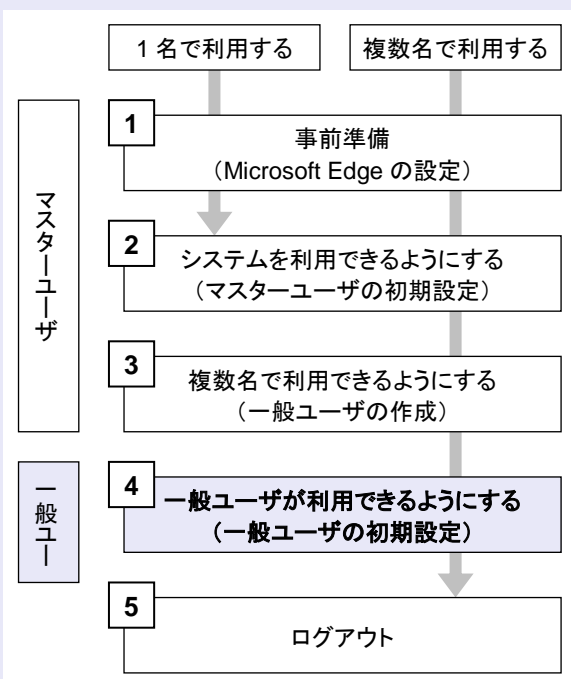 1 名で利用する
複数名で利用する
マスターユーザ
1
事前準備
（Microsoft Edge の設定）
2
システムを利用できるようにする
（マスターユーザの初期設定）
3
複数名で利用できるようにする
（一般ユーザの作成）
一般ユー
4
一般ユーザが利用できるようにする
（一般ユーザの初期設定）
5
ログアウト